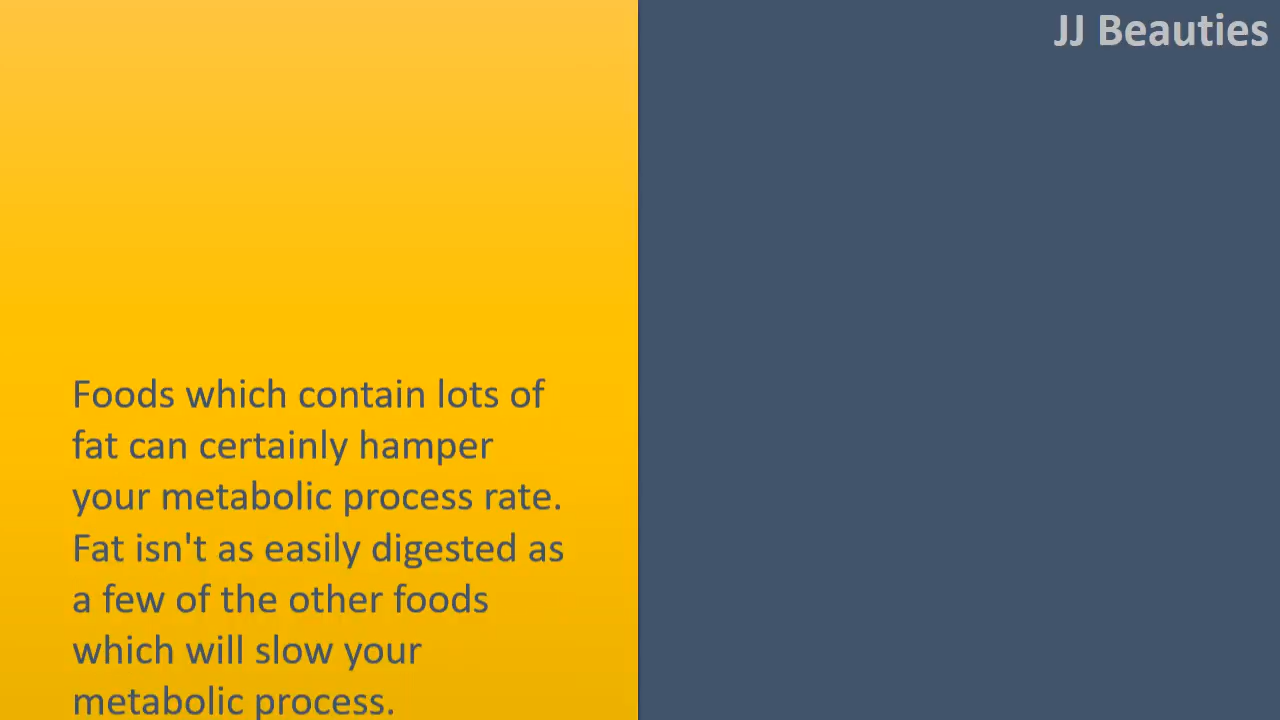 JJ Beauties
Foods which contain lots of
fat can certainly hamper
your metabolic process rate.
Fat isn't as easily digested as
a few of the other foods
which will slow your
metabolic process.